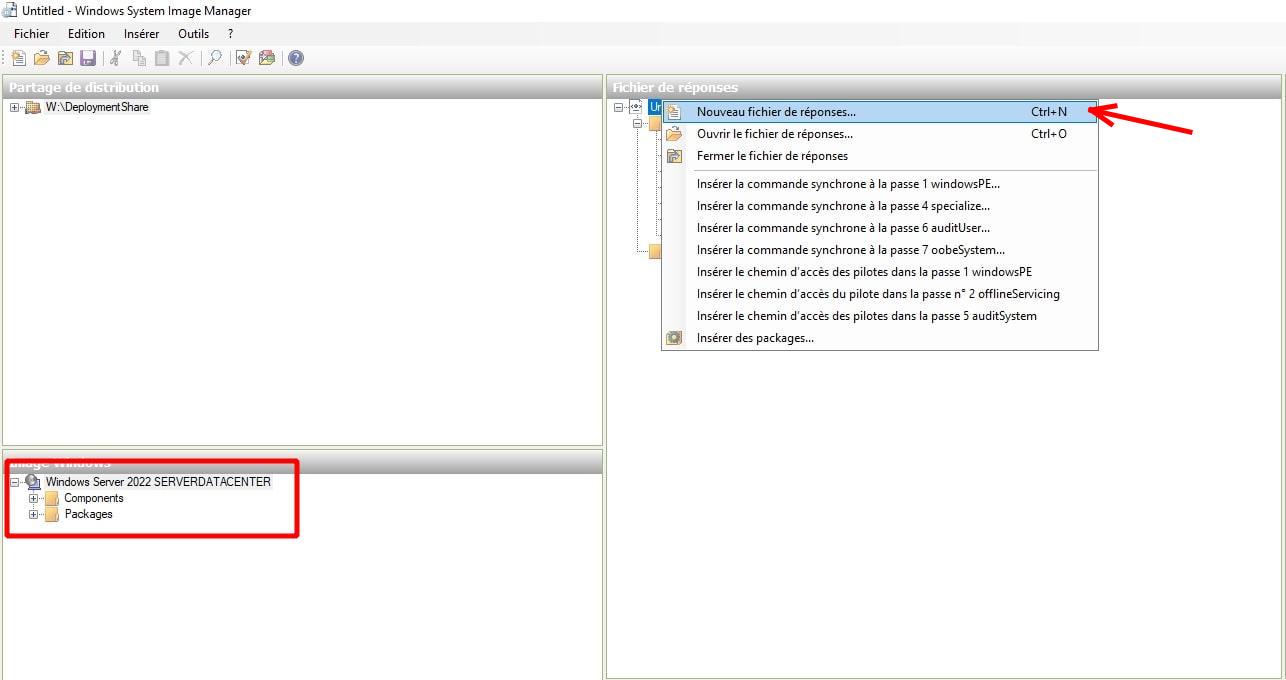 Untitled - Windows System Image Manager
Fichier Edition Insérer Outils ?
Partage de distribution
W:\DeploymentShare
Fichier de réponses
Nouveau fichier de réponses... Ctrl+N
Ouvrir le fichier de réponses... Ctrl+O
Fermer le fichier de réponses
Insérer la commande synchrone à la passe 1 windowsPE...
Insérer la commande synchrone à la passe 4 specialize...
Insérer la commande synchrone à la passe 6 auditUser...
Insérer la commande synchrone à la passe 7 oobeSystem...
Insérer le chemin d'accès des pilotes dans la passe 1 windowsPE
Insérer le chemin d'accès du pilote dans la passe n° 2 offlineServicing
Insérer le chemin d'accès des pilotes dans la passe 5 auditSystem
Insérer des packages...
Image Windows
Windows Server 2022 SERVERDATACENTER
Components
Packages